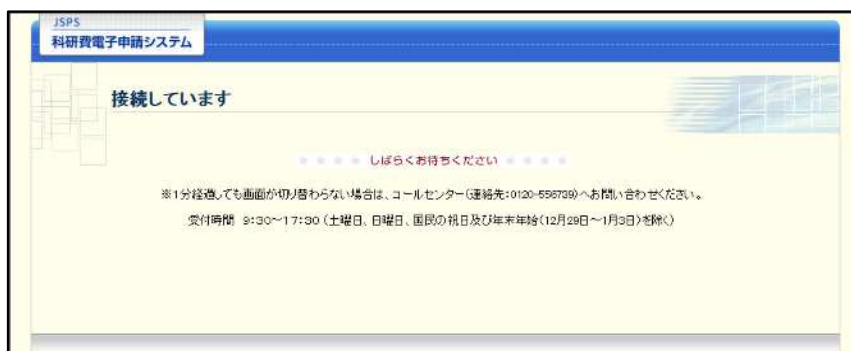 JSPS
科研費電子申請システム
接続しています
しばらくお待ちください
※1分経過しても画面が切り替わらない場合は、コールセンター(連絡先:0120-556739)へお問い合わせください。
受付時間 9:30～17:30 (土曜日、日曜日、国民の祝日及び年末年始(12月29日～1月3日)を除く)